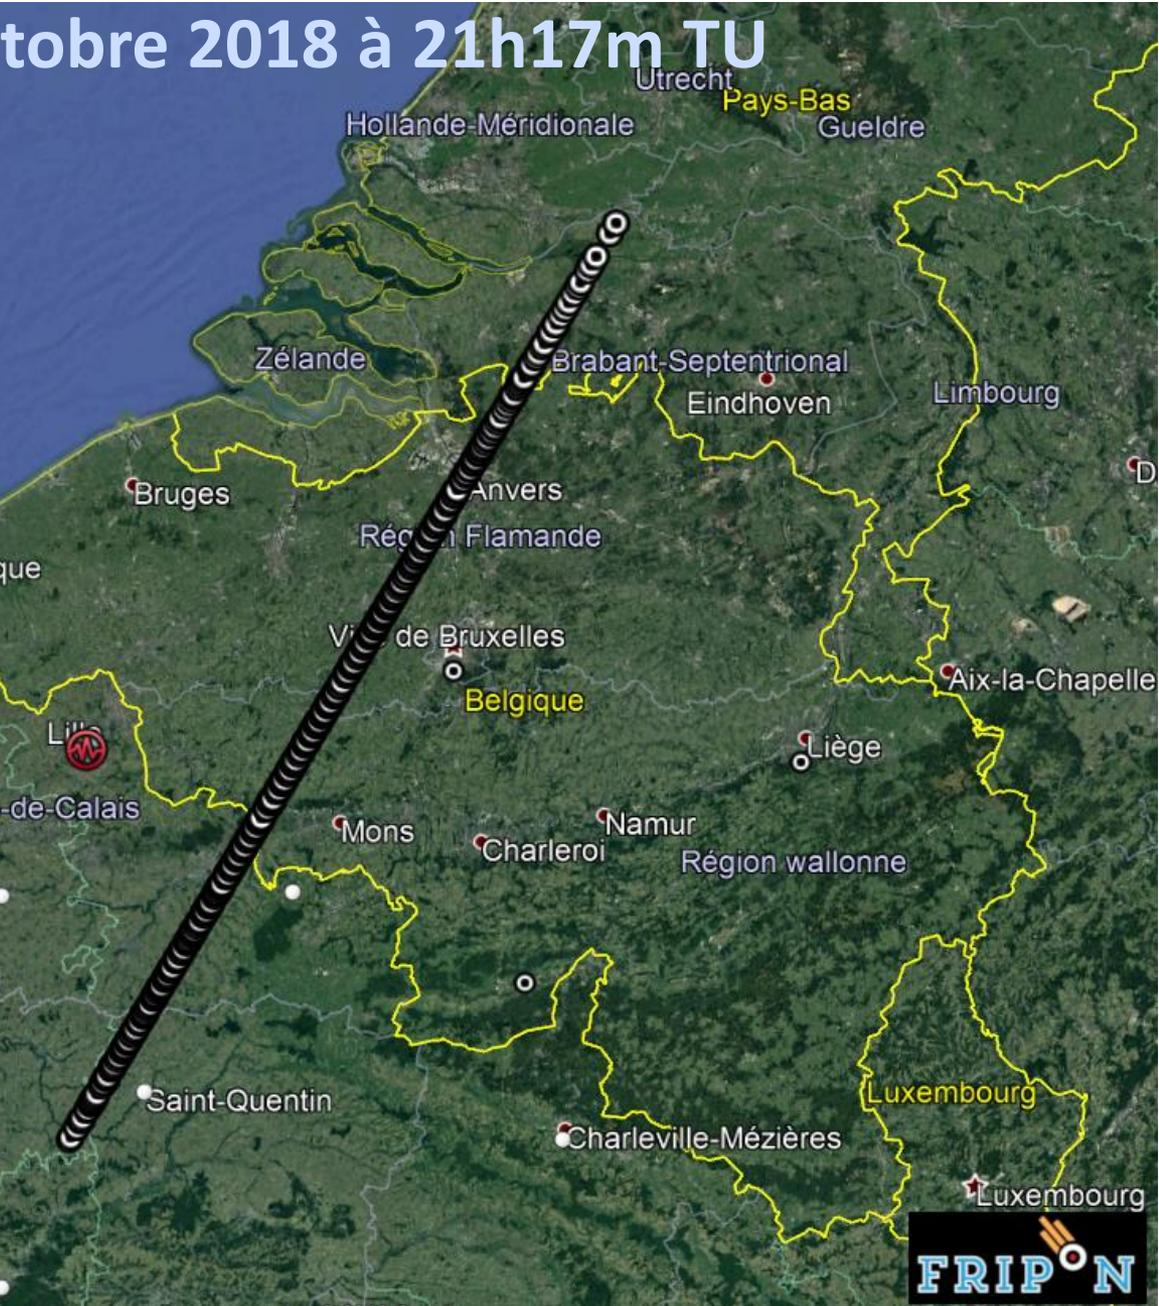 tobre 2018 à 21h17m TU
Utrecht
Pays-Bas
Hollande-Méridionale
Gueldre
Zélande
Brabant-Septentrional
Eindhoven
Limbourg
Bruges
Anvers
D
Région Flamande
que
Ville de Bruxelles
Belgique
Aix-la-Chapelle
Lille
Liège
-de-Calais
Mons
Namur
Charleroi
Région wallonne
Saint-Quentin
Luxembourg
Charleville-Mézières
Luxembourg
FRIPON